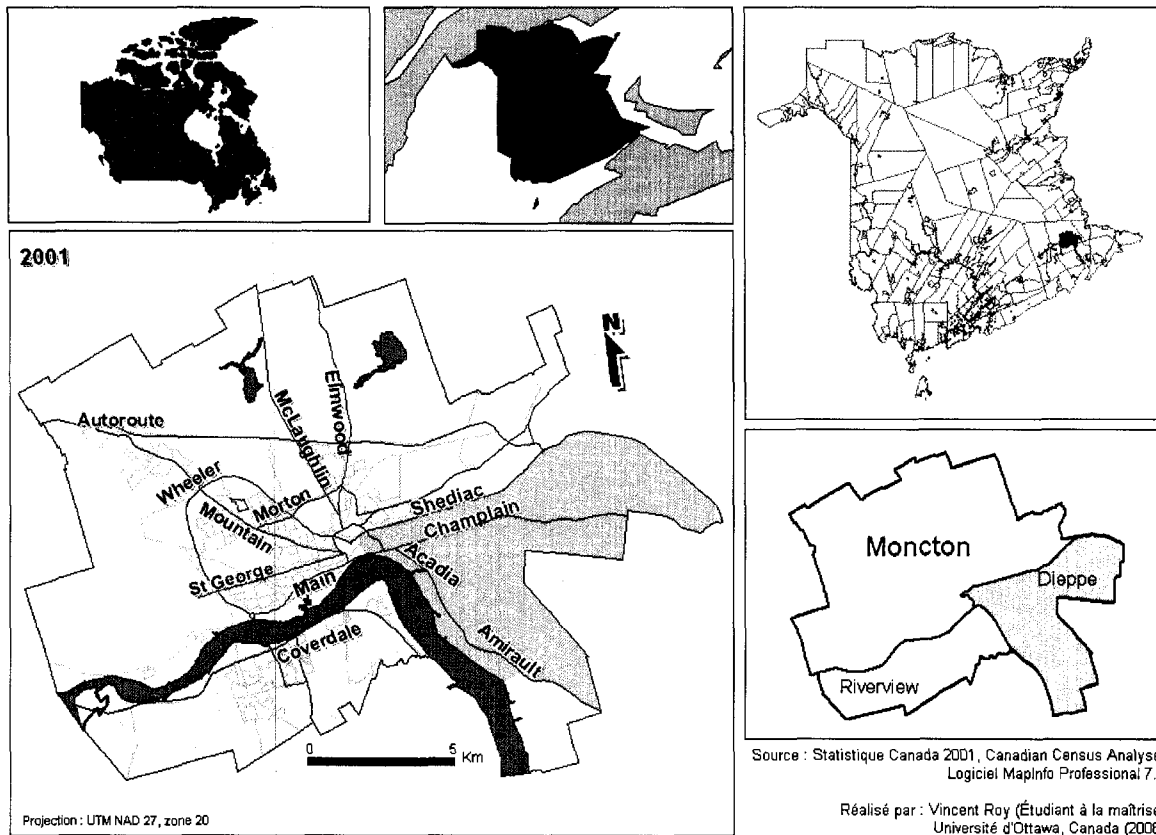 2001
N
Autoroute
McLaughlin
Elmwood
Wheeler
Morton
Mountain
Shediac
Champlain
St George
Main
Acadia
Coverdale
Amirault
0 5 Km
Projection : UTM NAD 27, zone 20
Moncton
Dieppe
Riverview
Source : Statistique Canada 2001, Canadian Census Analyse
Logiciel MapInfo Professional 7.
Réalisé par : Vincent Roy (Étudiant à la maîtrise
Université d'Ottawa, Canada (200